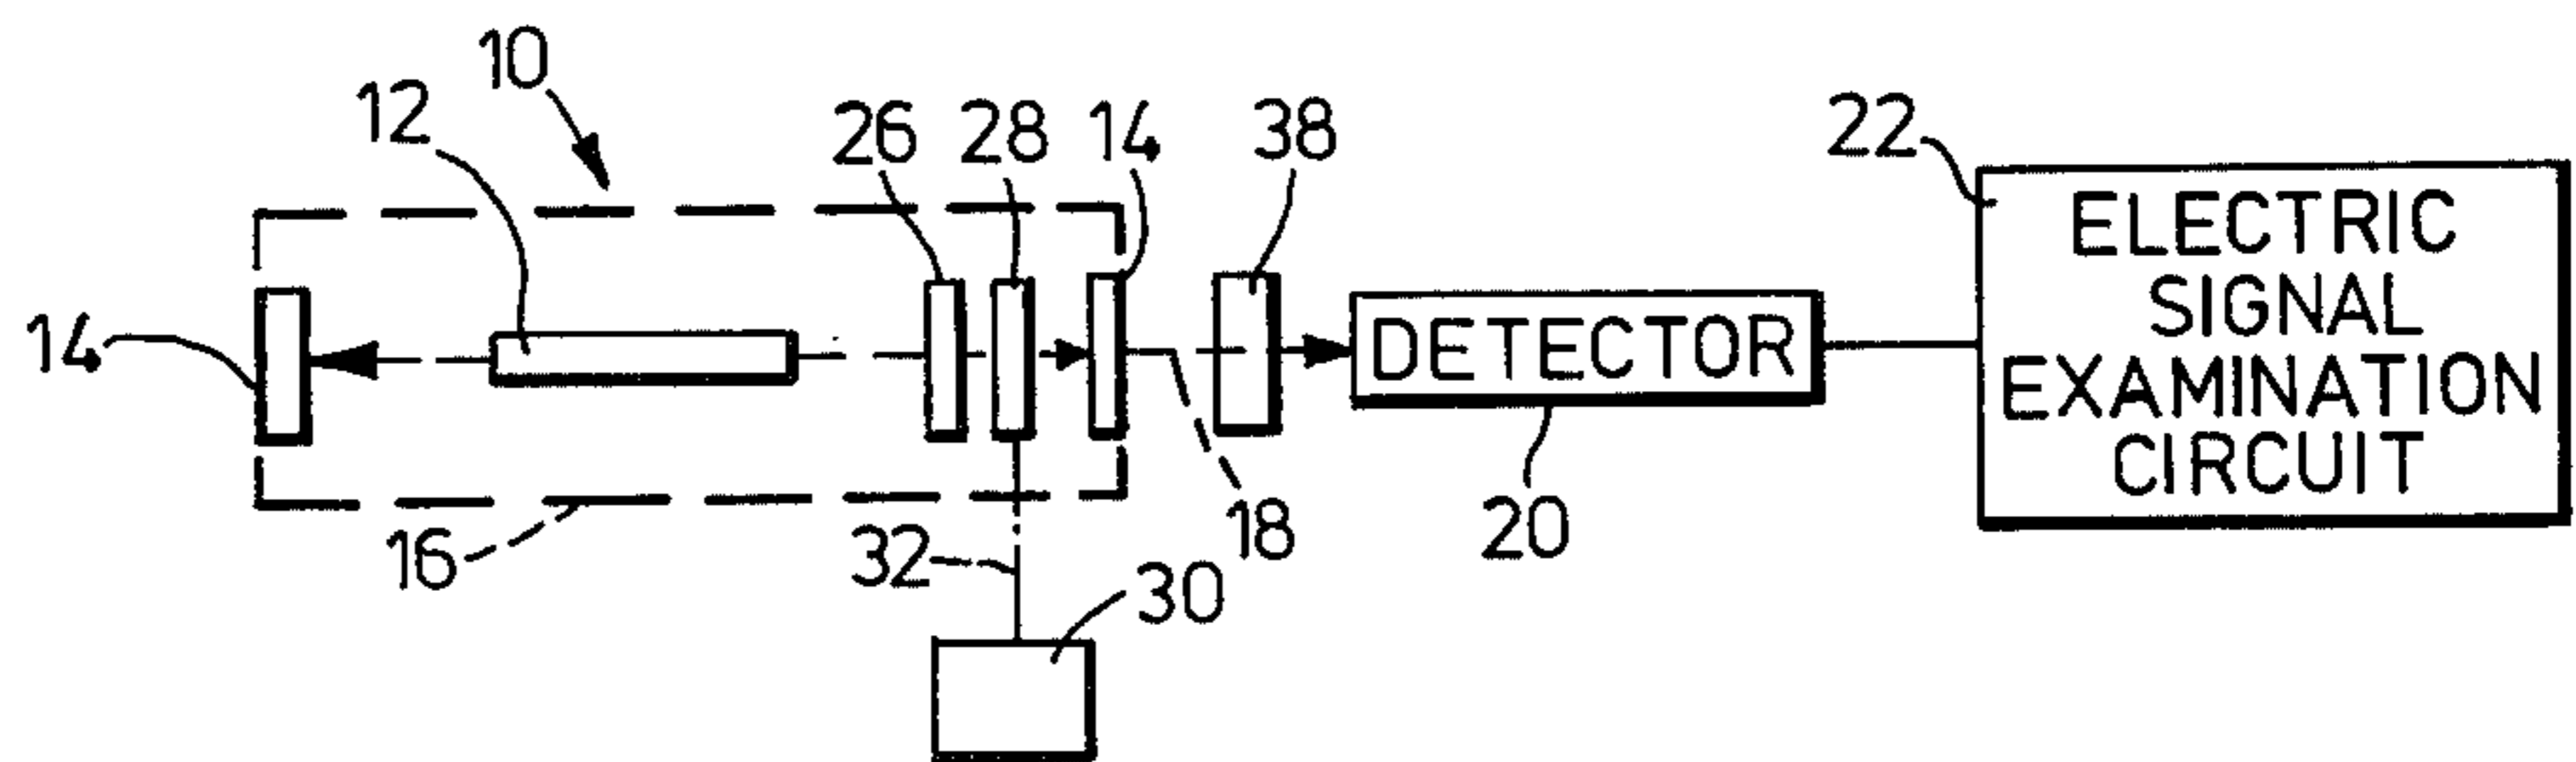 10
12
26
28
14
38
22
14
DETECTOR
ELECTRIC
SIGNAL
EXAMINATION
CIRCUIT
16
32
18
20
30